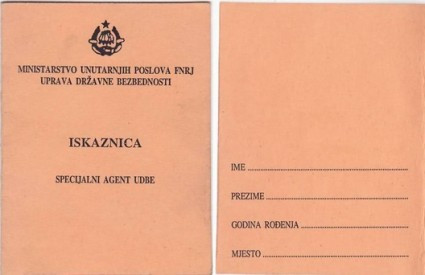 MINISTARSTVO UNUTARNJIH POSLOVA FNRJ
UPRAVA DRŽAVNE BEZBEDNOSTI
ISKAZNICA
SPECIJALNI AGENT UDBE
IME
PREZIME
GODINA ROĐENJA
MJESTO